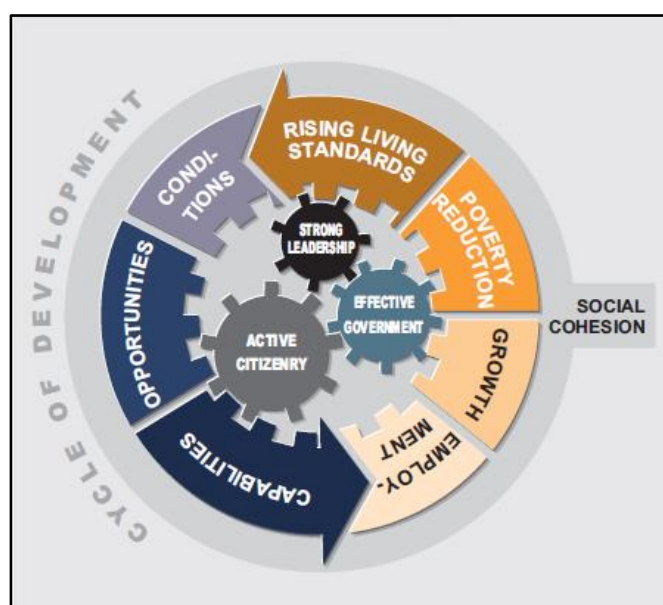 CYCLE OF DEVELOPMENT
RISING LIVING
STANDARDS
POVERTY
REDUCTION
GROWTH
EMPLOY-
MENT
CAPABILITIES
OPPORTUNITIES
CONDI-
TIONS
STRONG
LEADERSHIP
EFFECTIVE
GOVERNMENT
ACTIVE
CITIZENRY
SOCIAL
COHESION